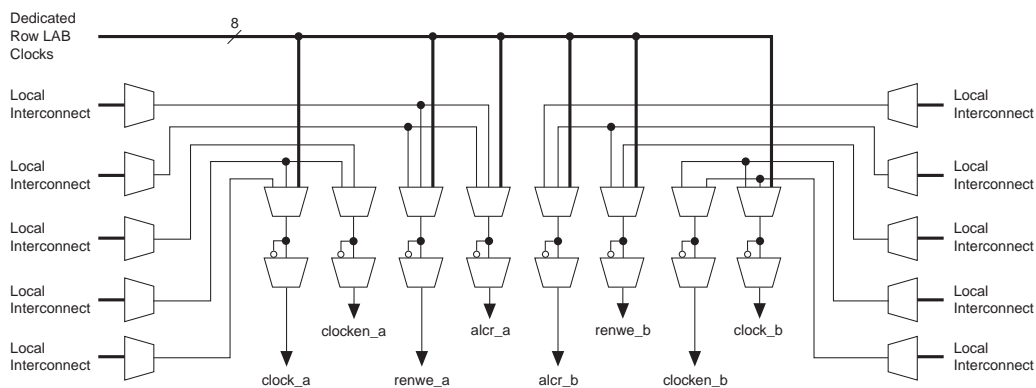 Dedicated
Row LAB
Clocks
8
Local
Interconnect
Local
Interconnect
Local
Interconnect
Local
Interconnect
Local
Interconnect
Local
Interconnect
Local
Interconnect
Local
Interconnect
Local
Interconnect
Local
Interconnect
clocken_a
alcr_a
renwe_b
clock_b
clock_a
renwe_a
alcr_b
clocken_b